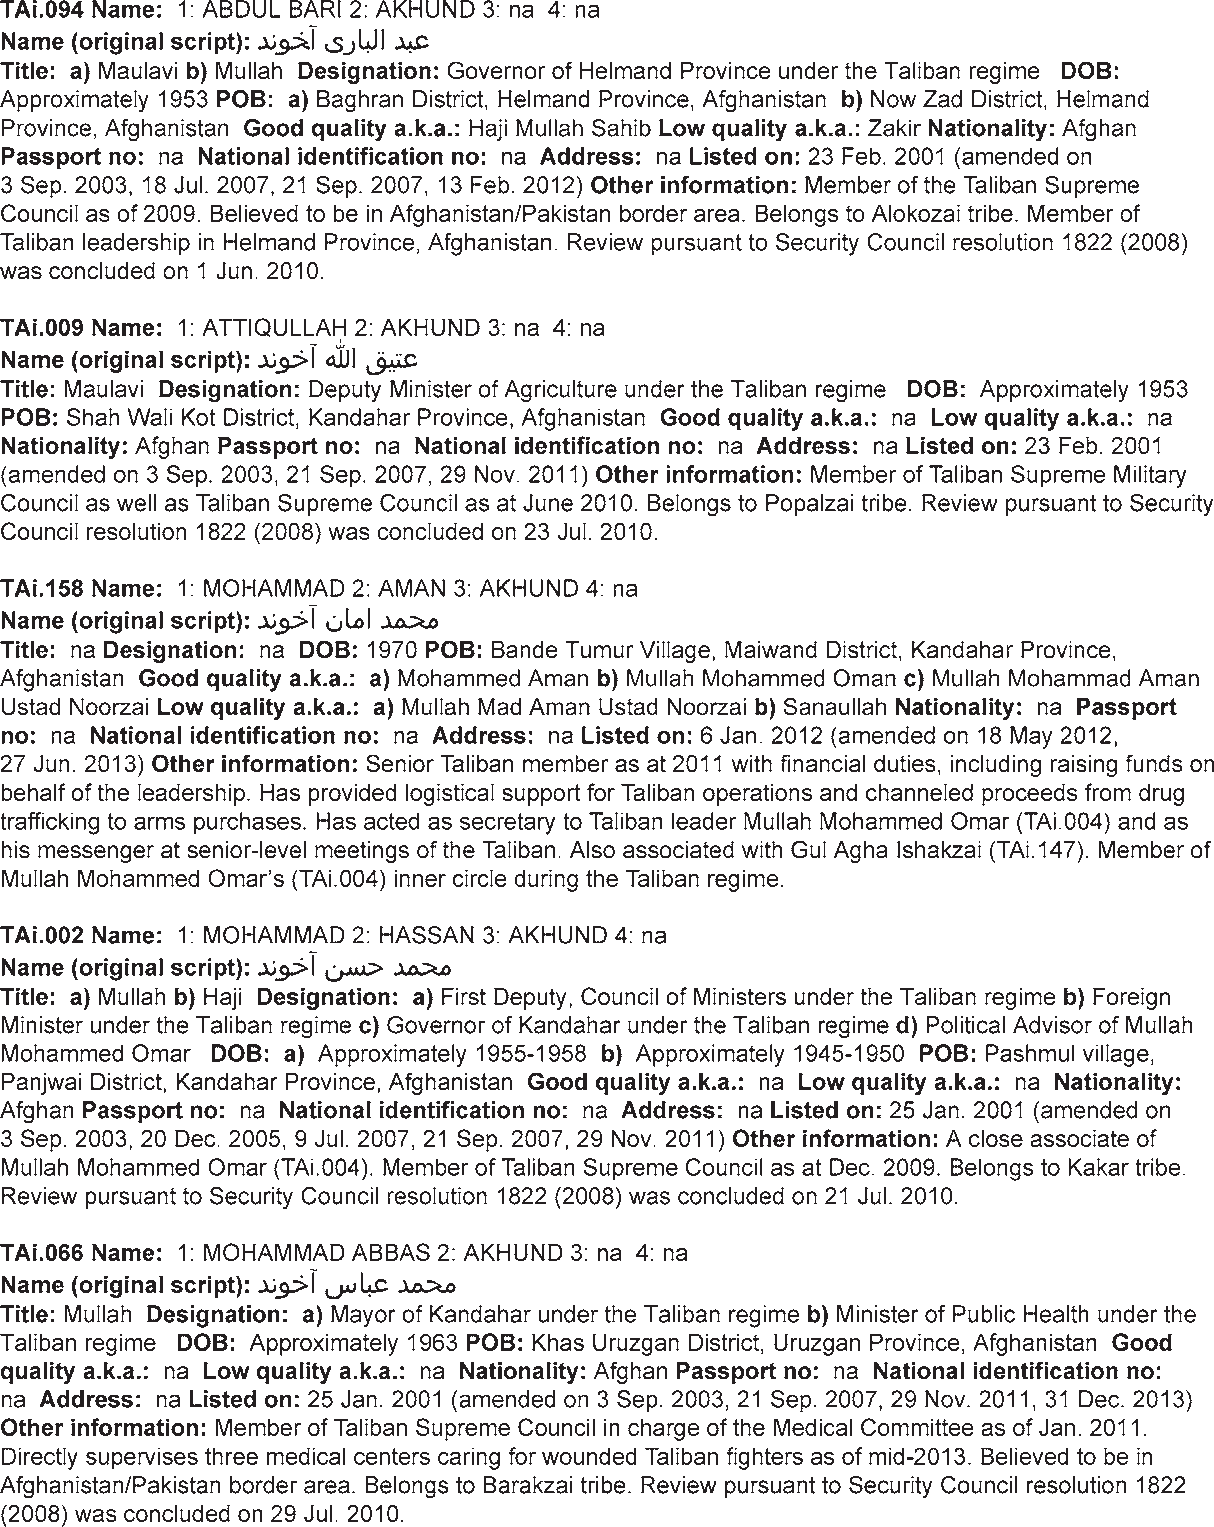 TAi.094 Name: 1: ABDUL BARI 2: AKHUND 3: na 4: na
Name (original script): عبد الباری آخوند
Title: a) Maulavi b) Mullah Designation: Governor of Helmand Province under the Taliban regime DOB:
Approximately 1953 POB: a) Baghran District, Helmand Province, Afghanistan b) Now Zad District, Helmand
Province, Afghanistan Good quality a.k.a.: Haji Mullah Sahib Low quality a.k.a.: Zakir Nationality: Afghan
Passport no: na National identification no: na Address: na Listed on: 23 Feb. 2001 (amended on
3 Sep. 2003, 18 Jul. 2007, 21 Sep. 2007, 13 Feb. 2012) Other information: Member of the Taliban Supreme
Council as of 2009. Believed to be in Afghanistan/Pakistan border area. Belongs to Alokozai tribe. Member of
Taliban leadership in Helmand Province, Afghanistan. Review pursuant to Security Council resolution 1822 (2008)
was concluded on 1 Jun. 2010.
TAi.009 Name: 1: ATTIQULLAH 2: AKHUND 3: na 4: na
Name (original script): عتيق الله آخوند
Title: Maulavi Designation: Deputy Minister of Agriculture under the Taliban regime DOB: Approximately 1953
POB: Shah Wali Kot District, Kandahar Province, Afghanistan Good quality a.k.a.: na Low quality a.k.a.: na
Nationality: Afghan Passport no: na National identification no: na Address: na Listed on: 23 Feb. 2001
(amended on 3 Sep. 2003, 21 Sep. 2007, 29 Nov. 2011) Other information: Member of Taliban Supreme Military
Council as well as Taliban Supreme Council as at June 2010. Belongs to Popalzai tribe. Review pursuant to Security
Council resolution 1822 (2008) was concluded on 23 Jul. 2010.
TAi.158 Name: 1: MOHAMMAD 2: AMAN 3: AKHUND 4: na
Name (original script): محمد امان آخوند
Title: na Designation: na DOB: 1970 POB: Bande Tumur Village, Maiwand District, Kandahar Province,
Afghanistan Good quality a.k.a.: a) Mohammed Aman b) Mullah Mohammed Oman c) Mullah Mohammad Aman
Ustad Noorzai Low quality a.k.a.: a) Mullah Mad Aman Ustad Noorzai b) Sanaullah Nationality: na Passport
no: na National identification no: na Address: na Listed on: 6 Jan. 2012 (amended on 18 May 2012,
27 Jun. 2013) Other information: Senior Taliban member as at 2011 with financial duties, including raising funds on
behalf of the leadership. Has provided logistical support for Taliban operations and channeled proceeds from drug
trafficking to arms purchases. Has acted as secretary to Taliban leader Mullah Mohammed Omar (TAi.004) and as
his messenger at senior-level meetings of the Taliban. Also associated with Gul Agha Ishakzai (TAi.147). Member of
Mullah Mohammed Omar's (TAi.004) inner circle during the Taliban regime.
TAi.002 Name: 1: MOHAMMAD 2: HASSAN 3: AKHUND 4: na
Name (original script): محمد حسن آخوند
Title: a) Mullah b) Haji Designation: a) First Deputy, Council of Ministers under the Taliban regime b) Foreign
Minister under the Taliban regime c) Governor of Kandahar under the Taliban regime d) Political Advisor of Mullah
Mohammed Omar DOB: a) Approximately 1955-1958 b) Approximately 1945-1950 POB: Pashmul village,
Panjwai District, Kandahar Province, Afghanistan Good quality a.k.a.: na Low quality a.k.a.: na Nationality:
Afghan Passport no: na National identification no: na Address: na Listed on: 25 Jan. 2001 (amended on
3 Sep. 2003, 20 Dec. 2005, 9 Jul. 2007, 21 Sep. 2007, 29 Nov. 2011) Other information: A close associate of
Mullah Mohammed Omar (TAi.004). Member of Taliban Supreme Council as at Dec. 2009. Belongs to Kakar tribe.
Review pursuant to Security Council resolution 1822 (2008) was concluded on 21 Jul. 2010.
TAi.066 Name: 1: MOHAMMAD ABBAS 2: AKHUND 3: na 4: na
Name (original script): محمد عباس آخوند
Title: Mullah Designation: a) Mayor of Kandahar under the Taliban regime b) Minister of Public Health under the
Taliban regime DOB: Approximately 1963 POB: Khas Uruzgan District, Uruzgan Province, Afghanistan Good
quality a.k.a.: na Low quality a.k.a.: na Nationality: Afghan Passport no: na National identification no:
na Address: na Listed on: 25 Jan. 2001 (amended on 3 Sep. 2003, 21 Sep. 2007, 29 Nov. 2011, 31 Dec. 2013)
Other information: Member of Taliban Supreme Council in charge of the Medical Committee as of Jan. 2011.
Directly supervises three medical centers caring for wounded Taliban fighters as of mid-2013. Believed to be in
Afghanistan/Pakistan border area. Belongs to Barakzai tribe. Review pursuant to Security Council resolution 1822
(2008) was concluded on 29 Jul. 2010.